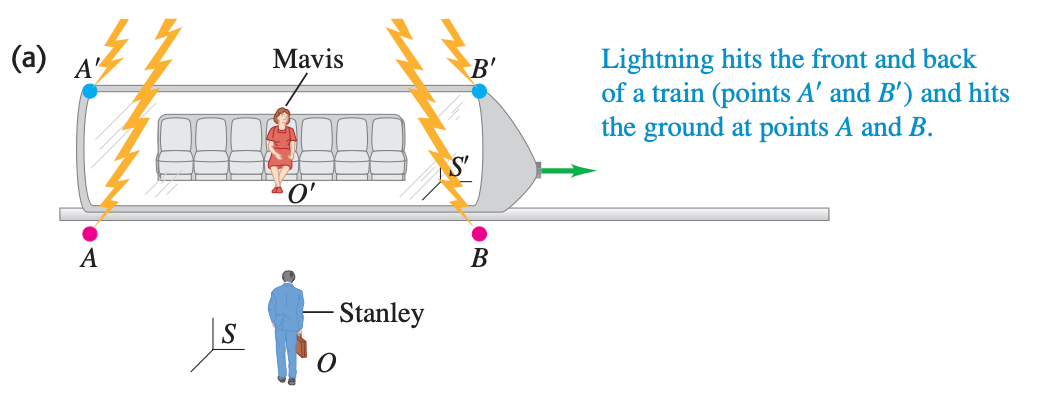 (a)
A'
Mavis
B'
Lightning hits the front and back
of a train (points A' and B') and hits
the ground at points A and B.
S'
O'
A
B
Stanley
S
O